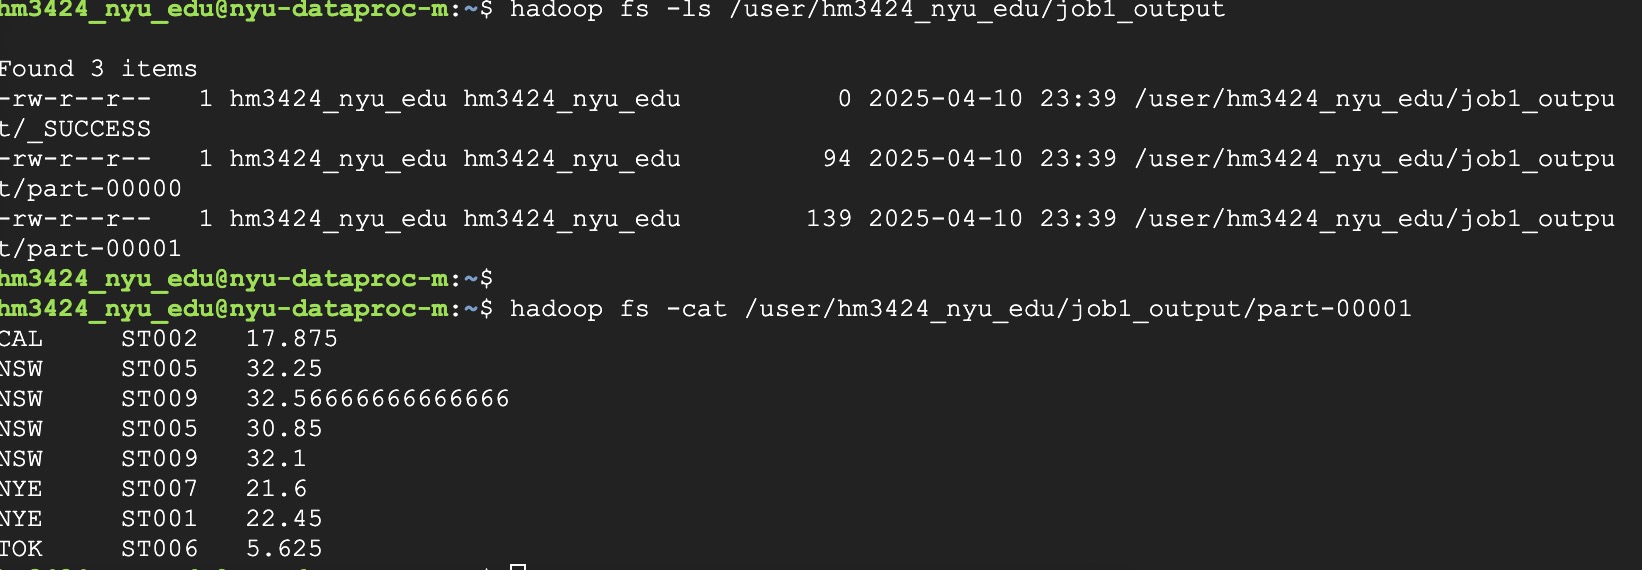 hm3424_nyu_edu@nyu-dataproc-m:~$ hadoop fs -ls /user/hm3424_nyu_edu/job1_output
Found 3 items
-rw-r--r--   1 hm3424_nyu_edu hm3424_nyu_edu          0 2025-04-10 23:39 /user/hm3424_nyu_edu/job1_outpu
t/_SUCCESS
-rw-r--r--   1 hm3424_nyu_edu hm3424_nyu_edu         94 2025-04-10 23:39 /user/hm3424_nyu_edu/job1_outpu
t/part-00000
-rw-r--r--   1 hm3424_nyu_edu hm3424_nyu_edu        139 2025-04-10 23:39 /user/hm3424_nyu_edu/job1_outpu
t/part-00001
hm3424_nyu_edu@nyu-dataproc-m:~$
hm3424_nyu_edu@nyu-dataproc-m:~$ hadoop fs -cat /user/hm3424_nyu_edu/job1_output/part-00001
CAL     ST002   17.875
NSW     ST005   32.25
NSW     ST009   32.56666666666666
NSW     ST005   30.85
NSW     ST009   32.1
NYE     ST007   21.6
NYE     ST001   22.45
TOK     ST006   5.625